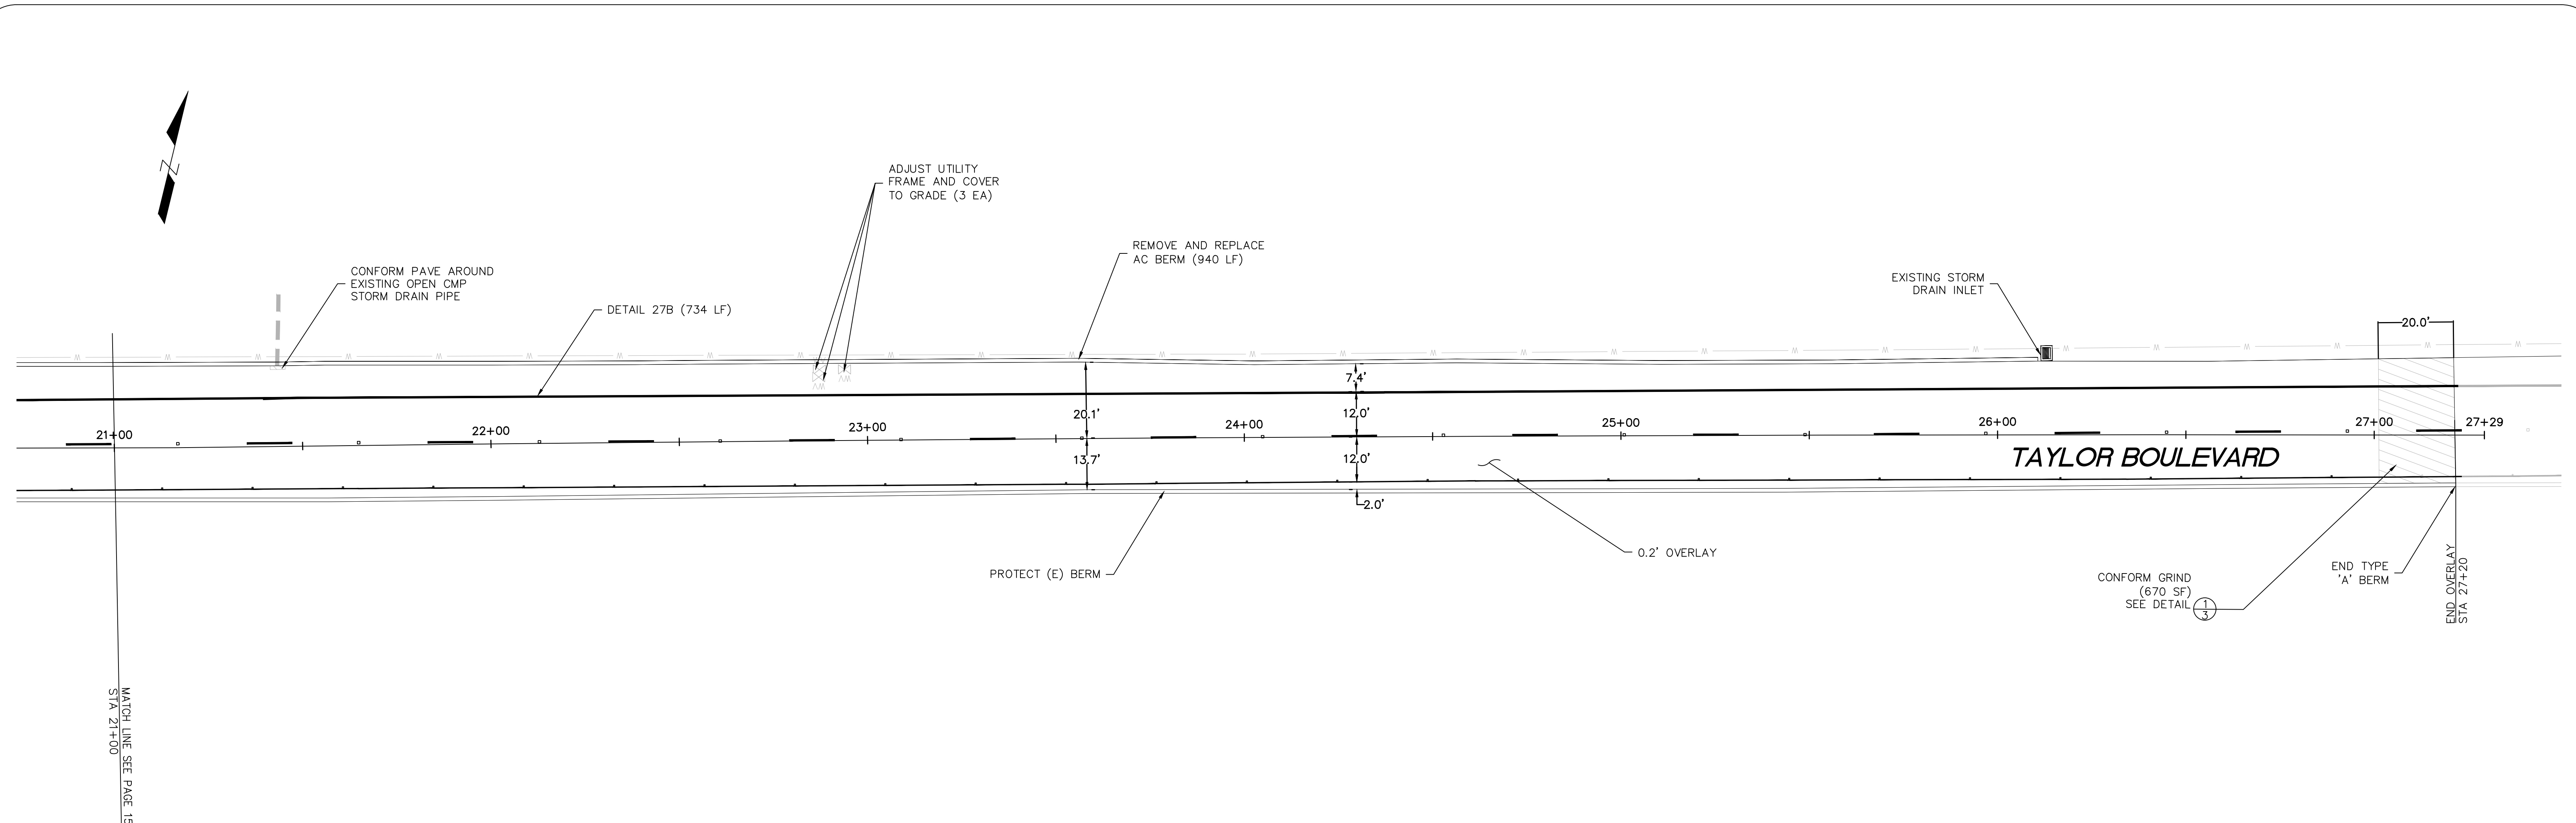 Z
ADJUST UTILITY
FRAME AND COVER
TO GRADE (3 EA)
REMOVE AND REPLACE
AC BERM (940 LF)
CONFORM PAVE AROUND
EXISTING OPEN CMP
STORM DRAIN PIPE
EXISTING STORM
DRAIN INLET
DETAIL 27B (734 LF)
20.0'
W W W W W W W W W W W W W W W W W W W W W W W W W W W W
WV
WV
7.4'
20.1'
12.0'
21+00
22+00
23+00
24+00
25+00
26+00
27+00
27+29
13.7'
12.0'
TAYLOR BOULEVARD
2.0'
0.2' OVERLAY
PROTECT (E) BERM
CONFORM GRIND
(670 SF)
SEE DETAIL
1
3
END TYPE
'A' BERM
END OVERLAY
STA 27+20
MATCH LINE SEE PAGE 15
STA 21+00